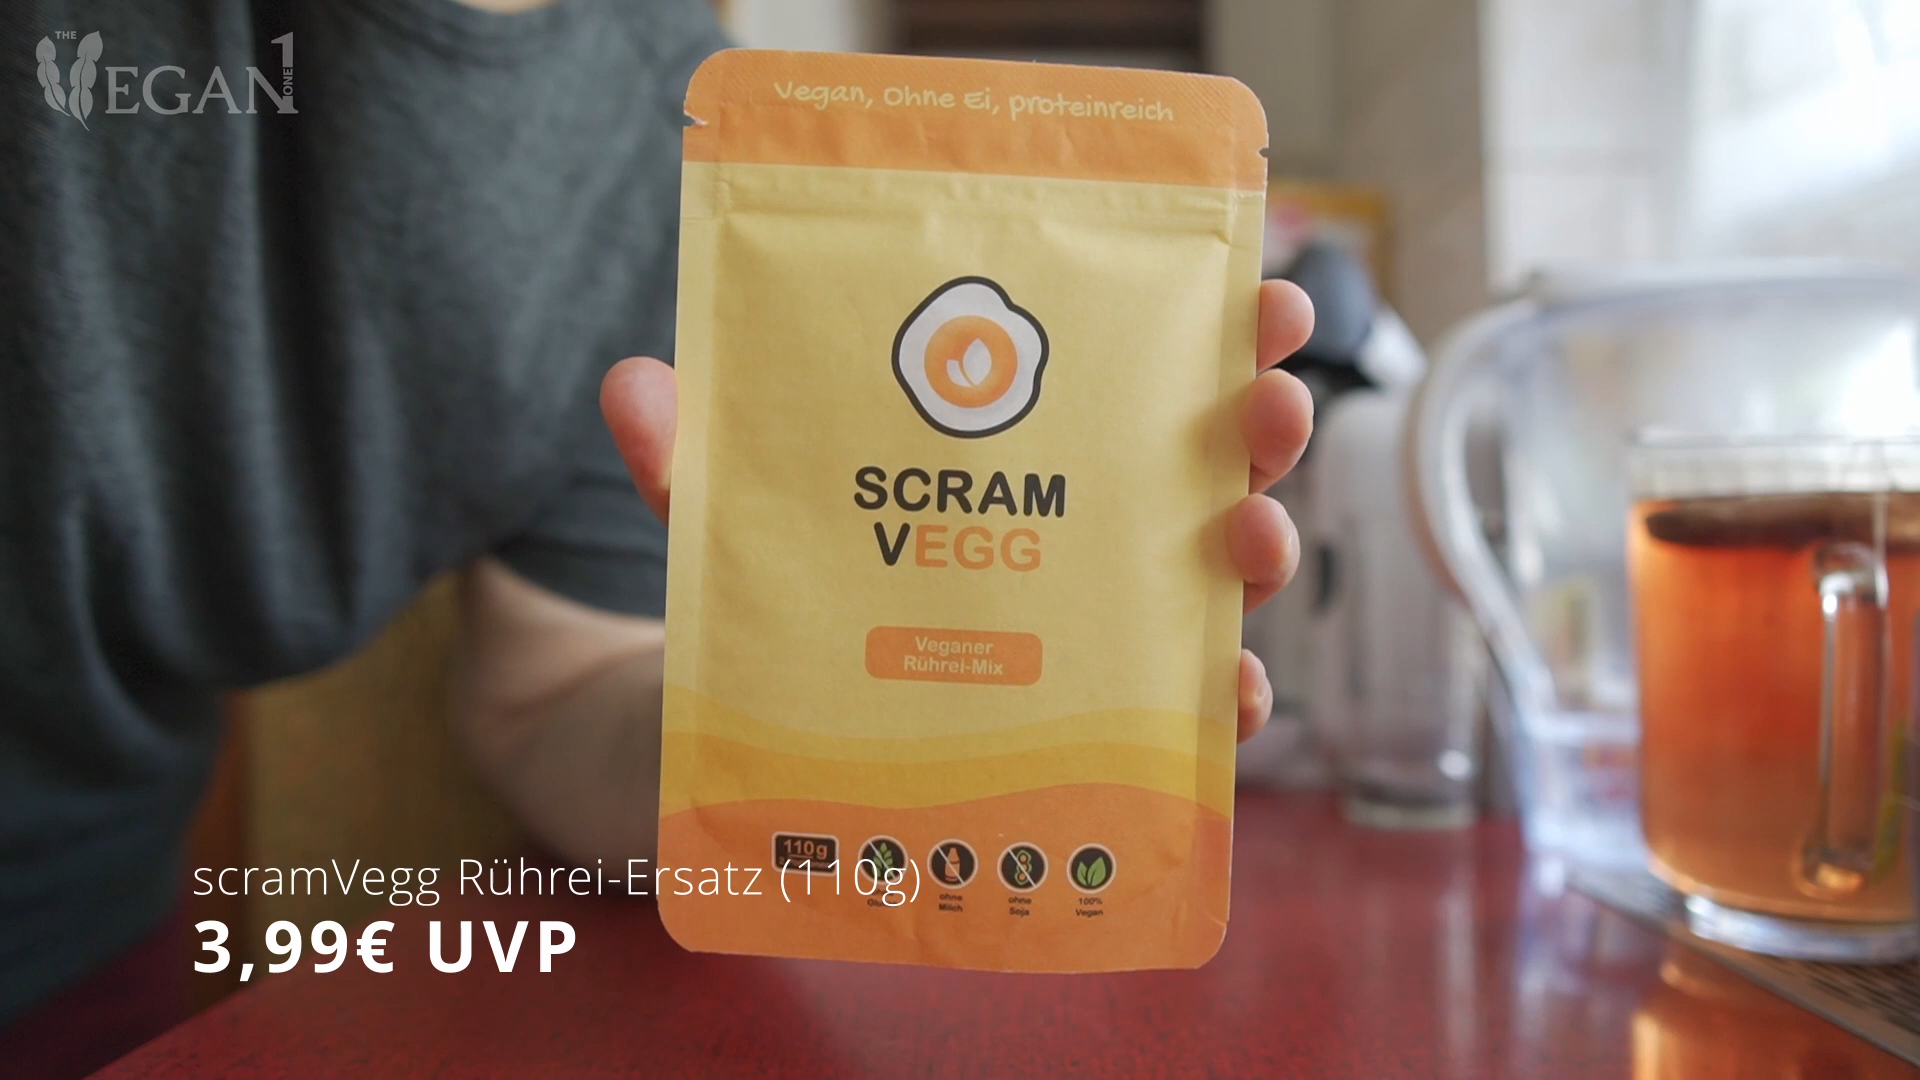 THE
VEGAN
ONE
1
Vegan, Ohne Ei, proteinreich
SCRAM
VEGG
Veganer
Rührei-Mix
110g
ohne
Milch
ohne
Soja
100%
Vegan
scramVegg Rührei-Ersatz (110g)
3,99€ UVP